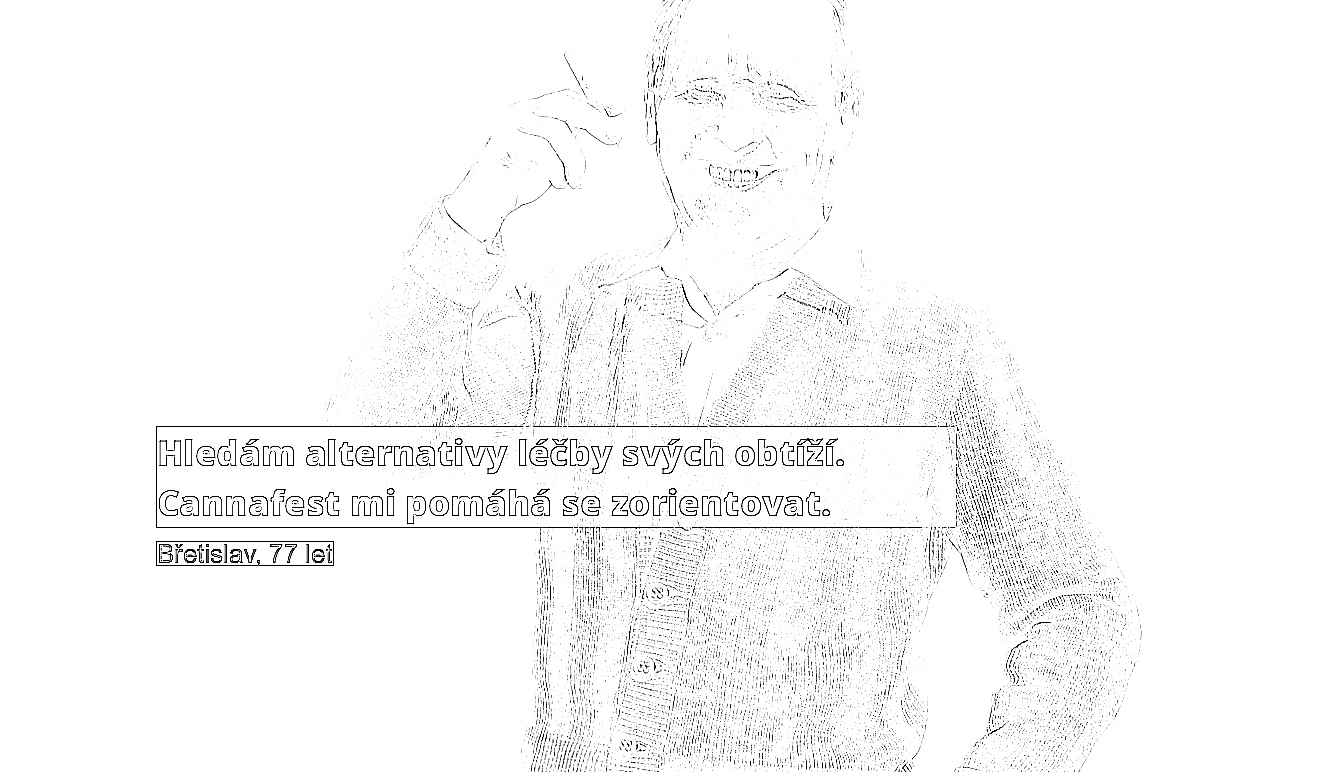 Hledám alternativy léčby svých obtíží.
Cannafest mi pomáhá se zorientovat.
Břetislav, 77 let